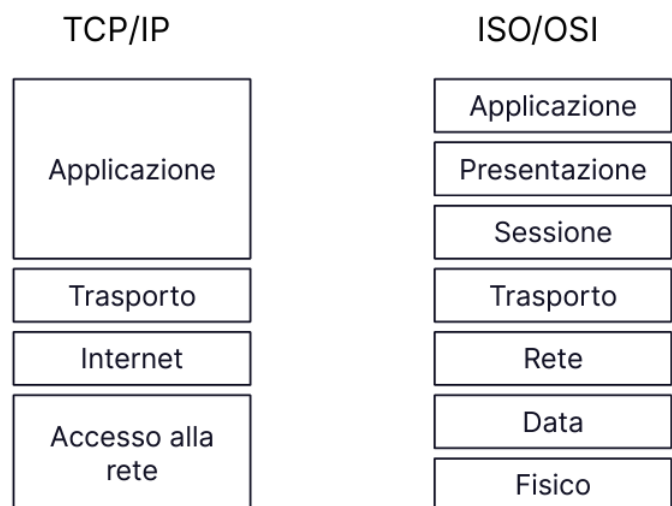 TCP/IP
ISO/OSI
Applicazione
Trasporto
Internet
Accesso alla
rete
Applicazione
Presentazione
Sessione
Trasporto
Rete
Data
Fisico